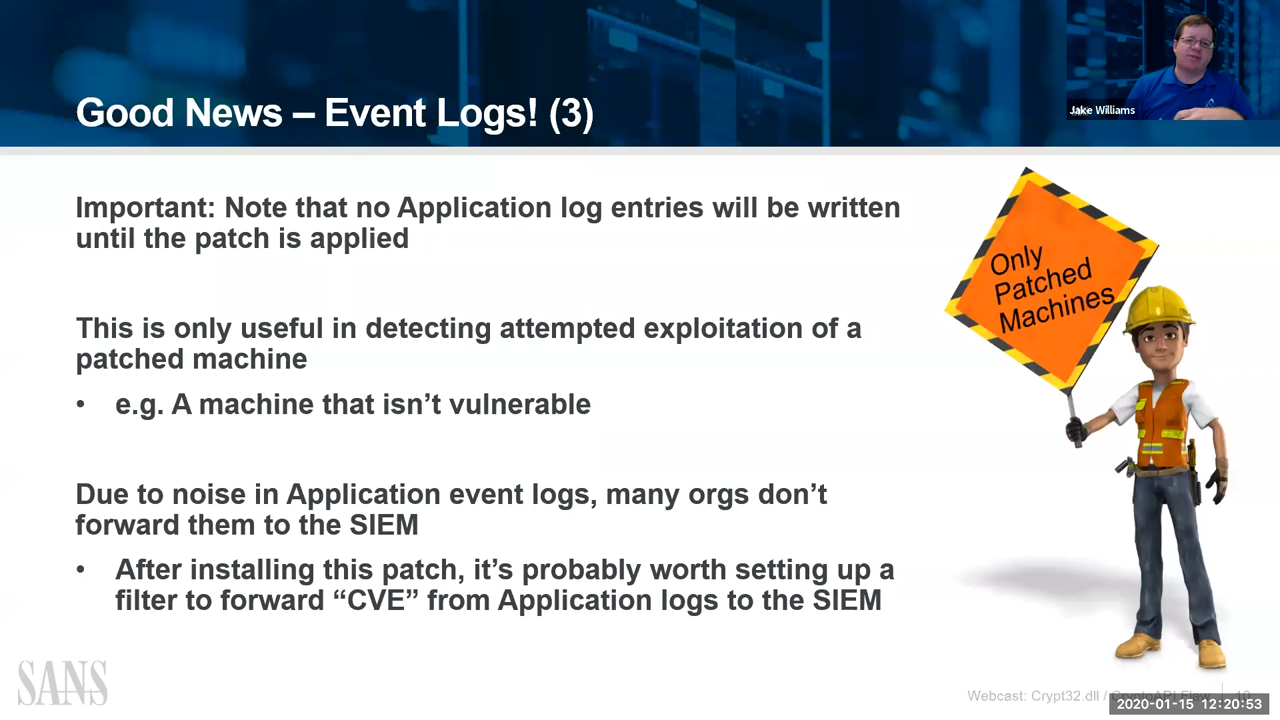 Jake Williams
Good News – Event Logs! (3)
Important: Note that no Application log entries will be written
until the patch is applied
Only
Patched
Machines
This is only useful in detecting attempted exploitation of a
patched machine
• e.g. A machine that isn’t vulnerable
Due to noise in Application event logs, many orgs don’t
forward them to the SIEM
• After installing this patch, it’s probably worth setting up a
filter to forward “CVE” from Application logs to the SIEM
SANS
Webcast: Crypt32.dll / CryptoAPI Flaw | 10
2020-01-15 12:20:53